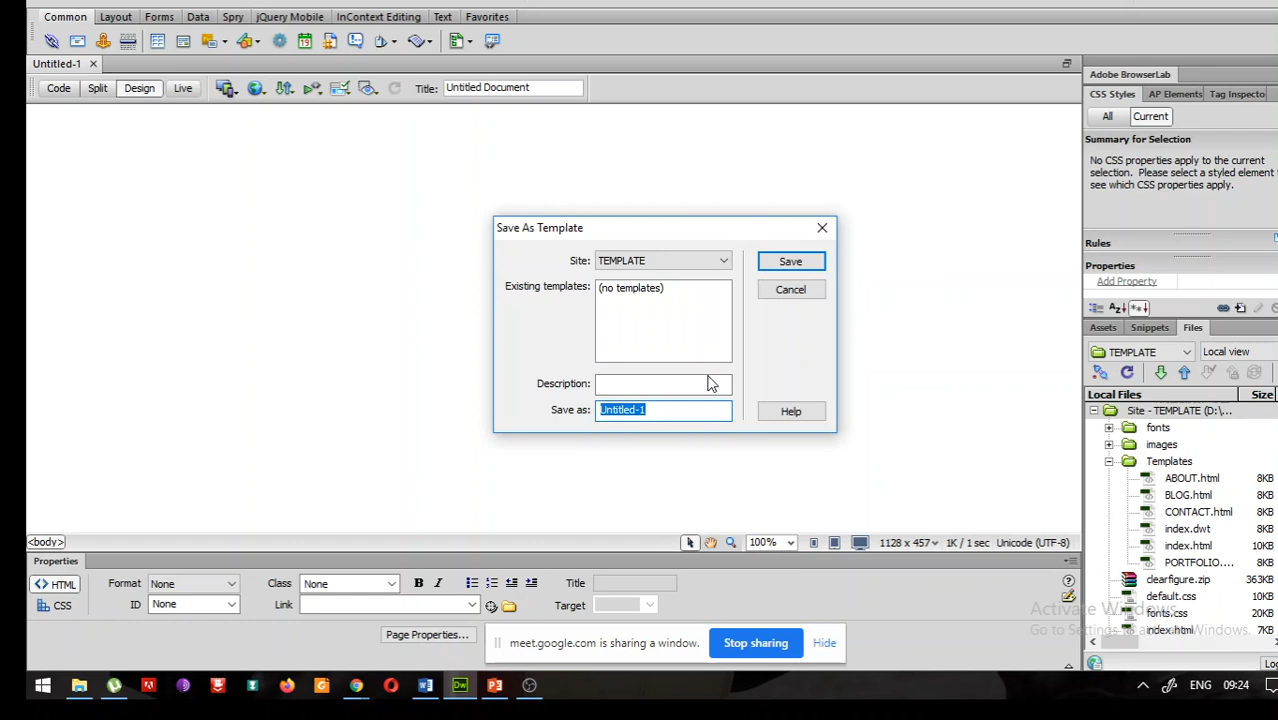 Common Layout Forms Data Spry jQuery Mobile InContext Editing Text Favorites
Untitled-1
Code Split Design Live Title: Untitled Document
Adobe BrowserLab
CSS Styles AP Elements Tag Inspecto
All Current
Summary for Selection
No CSS properties apply to the current
selection. Please select a styled element to
see which CSS properties apply.
Rules
Properties
Add Property
Save As Template
Site: TEMPLATE Save
Existing templates: (no templates) Cancel
Description:
Save as: Untitled-1 Help
Assets Snippets Files
TEMPLATE Local view
Local Files Size
Site - TEMPLATE (D:\...
fonts
images
Templates
ABOUT.html 8KB
BLOG.html 8KB
CONTACT.html 8KB
index.dwt 8KB
index.html 10KB
PORTFOLIO.... 8KB
clearfigure.zip 363KB
default.css 10KB
fonts.css 20KB
index.html 7KB
Activate Windows
Go to Settings to activate Windows.
<body> 100% 1128 x 457 1K / 1 sec Unicode (UTF-8)
Properties
HTML Format None Class None B I Title
CSS ID None Link Target
Page Properties...
meet.google.com is sharing a window. Stop sharing Hide
Loc
ENG 09:24